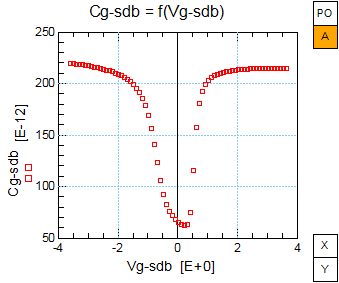 Cg-sdb = f(Vg-sdb)
PO
A
250
200
150
100
50
Cg-sdb [E-12]
-4
-2
0
2
4
Vg-sdb [E+0]
X
Y